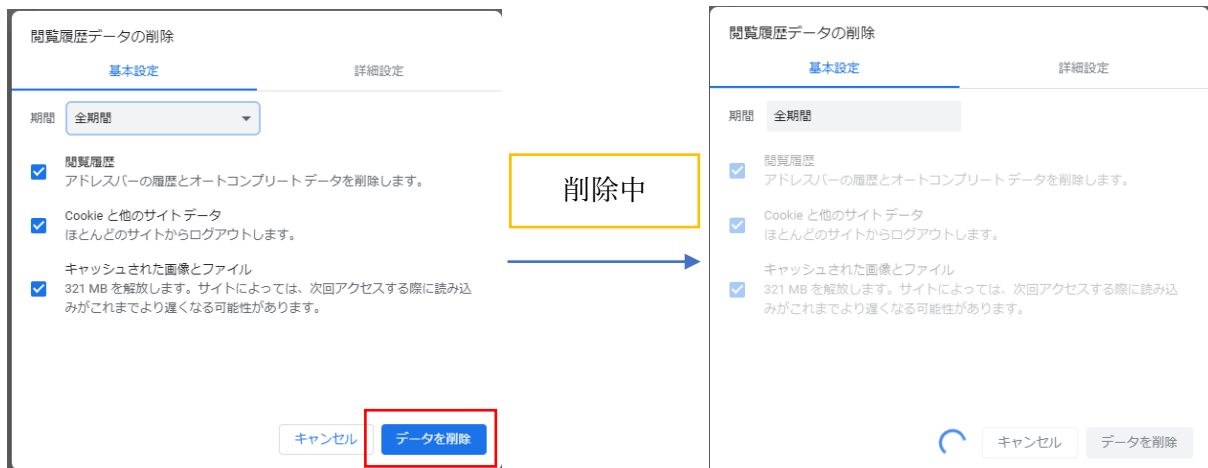 閲覧履歴データの削除
基本設定 詳細設定
期間 全期間
閲覧履歴
アドレスバーの履歴とオートコンプリート データを削除します。
Cookie と他のサイトデータ
ほとんどのサイトからログアウトします。
キャッシュされた画像とファイル
321 MB を解放します。サイトによっては、次回アクセスする際に読み込
みがこれまでより遅くなる可能性があります。
キャンセル データを削除
削除中
閲覧履歴データの削除
基本設定 詳細設定
期間 全期間
閲覧履歴
アドレスバーの履歴とオートコンプリート データを削除します。
Cookie と他のサイトデータ
ほとんどのサイトからログアウトします。
キャッシュされた画像とファイル
321 MB を解放します。サイトによっては、次回アクセスする際に読み込
みがこれまでより遅くなる可能性があります。
キャンセル データを削除